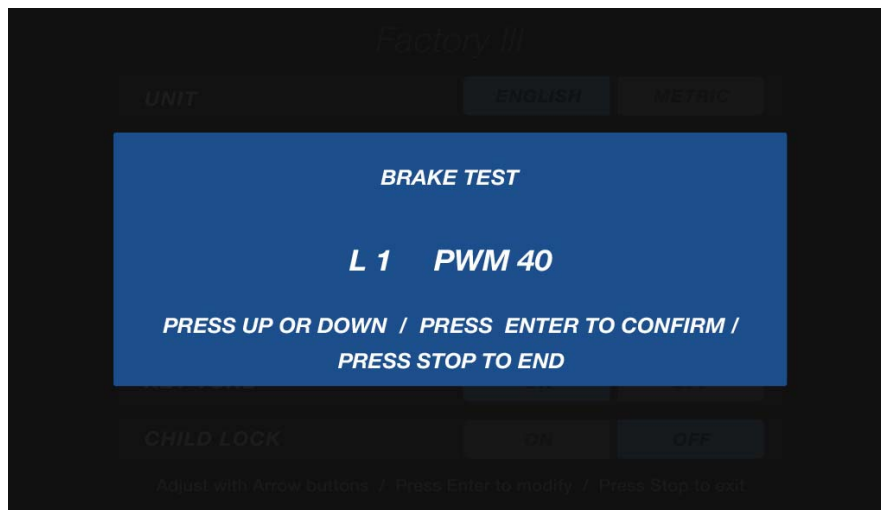 Factory III
UNIT ENGLISH METRIC
BRAKE TEST
L 1 PWM 40
PRESS UP OR DOWN / PRESS ENTER TO CONFIRM /
PRESS STOP TO END
CHILD LOCK ON OFF
Adjust with Arrow buttons / Press Enter to modify / Press Stop to exit